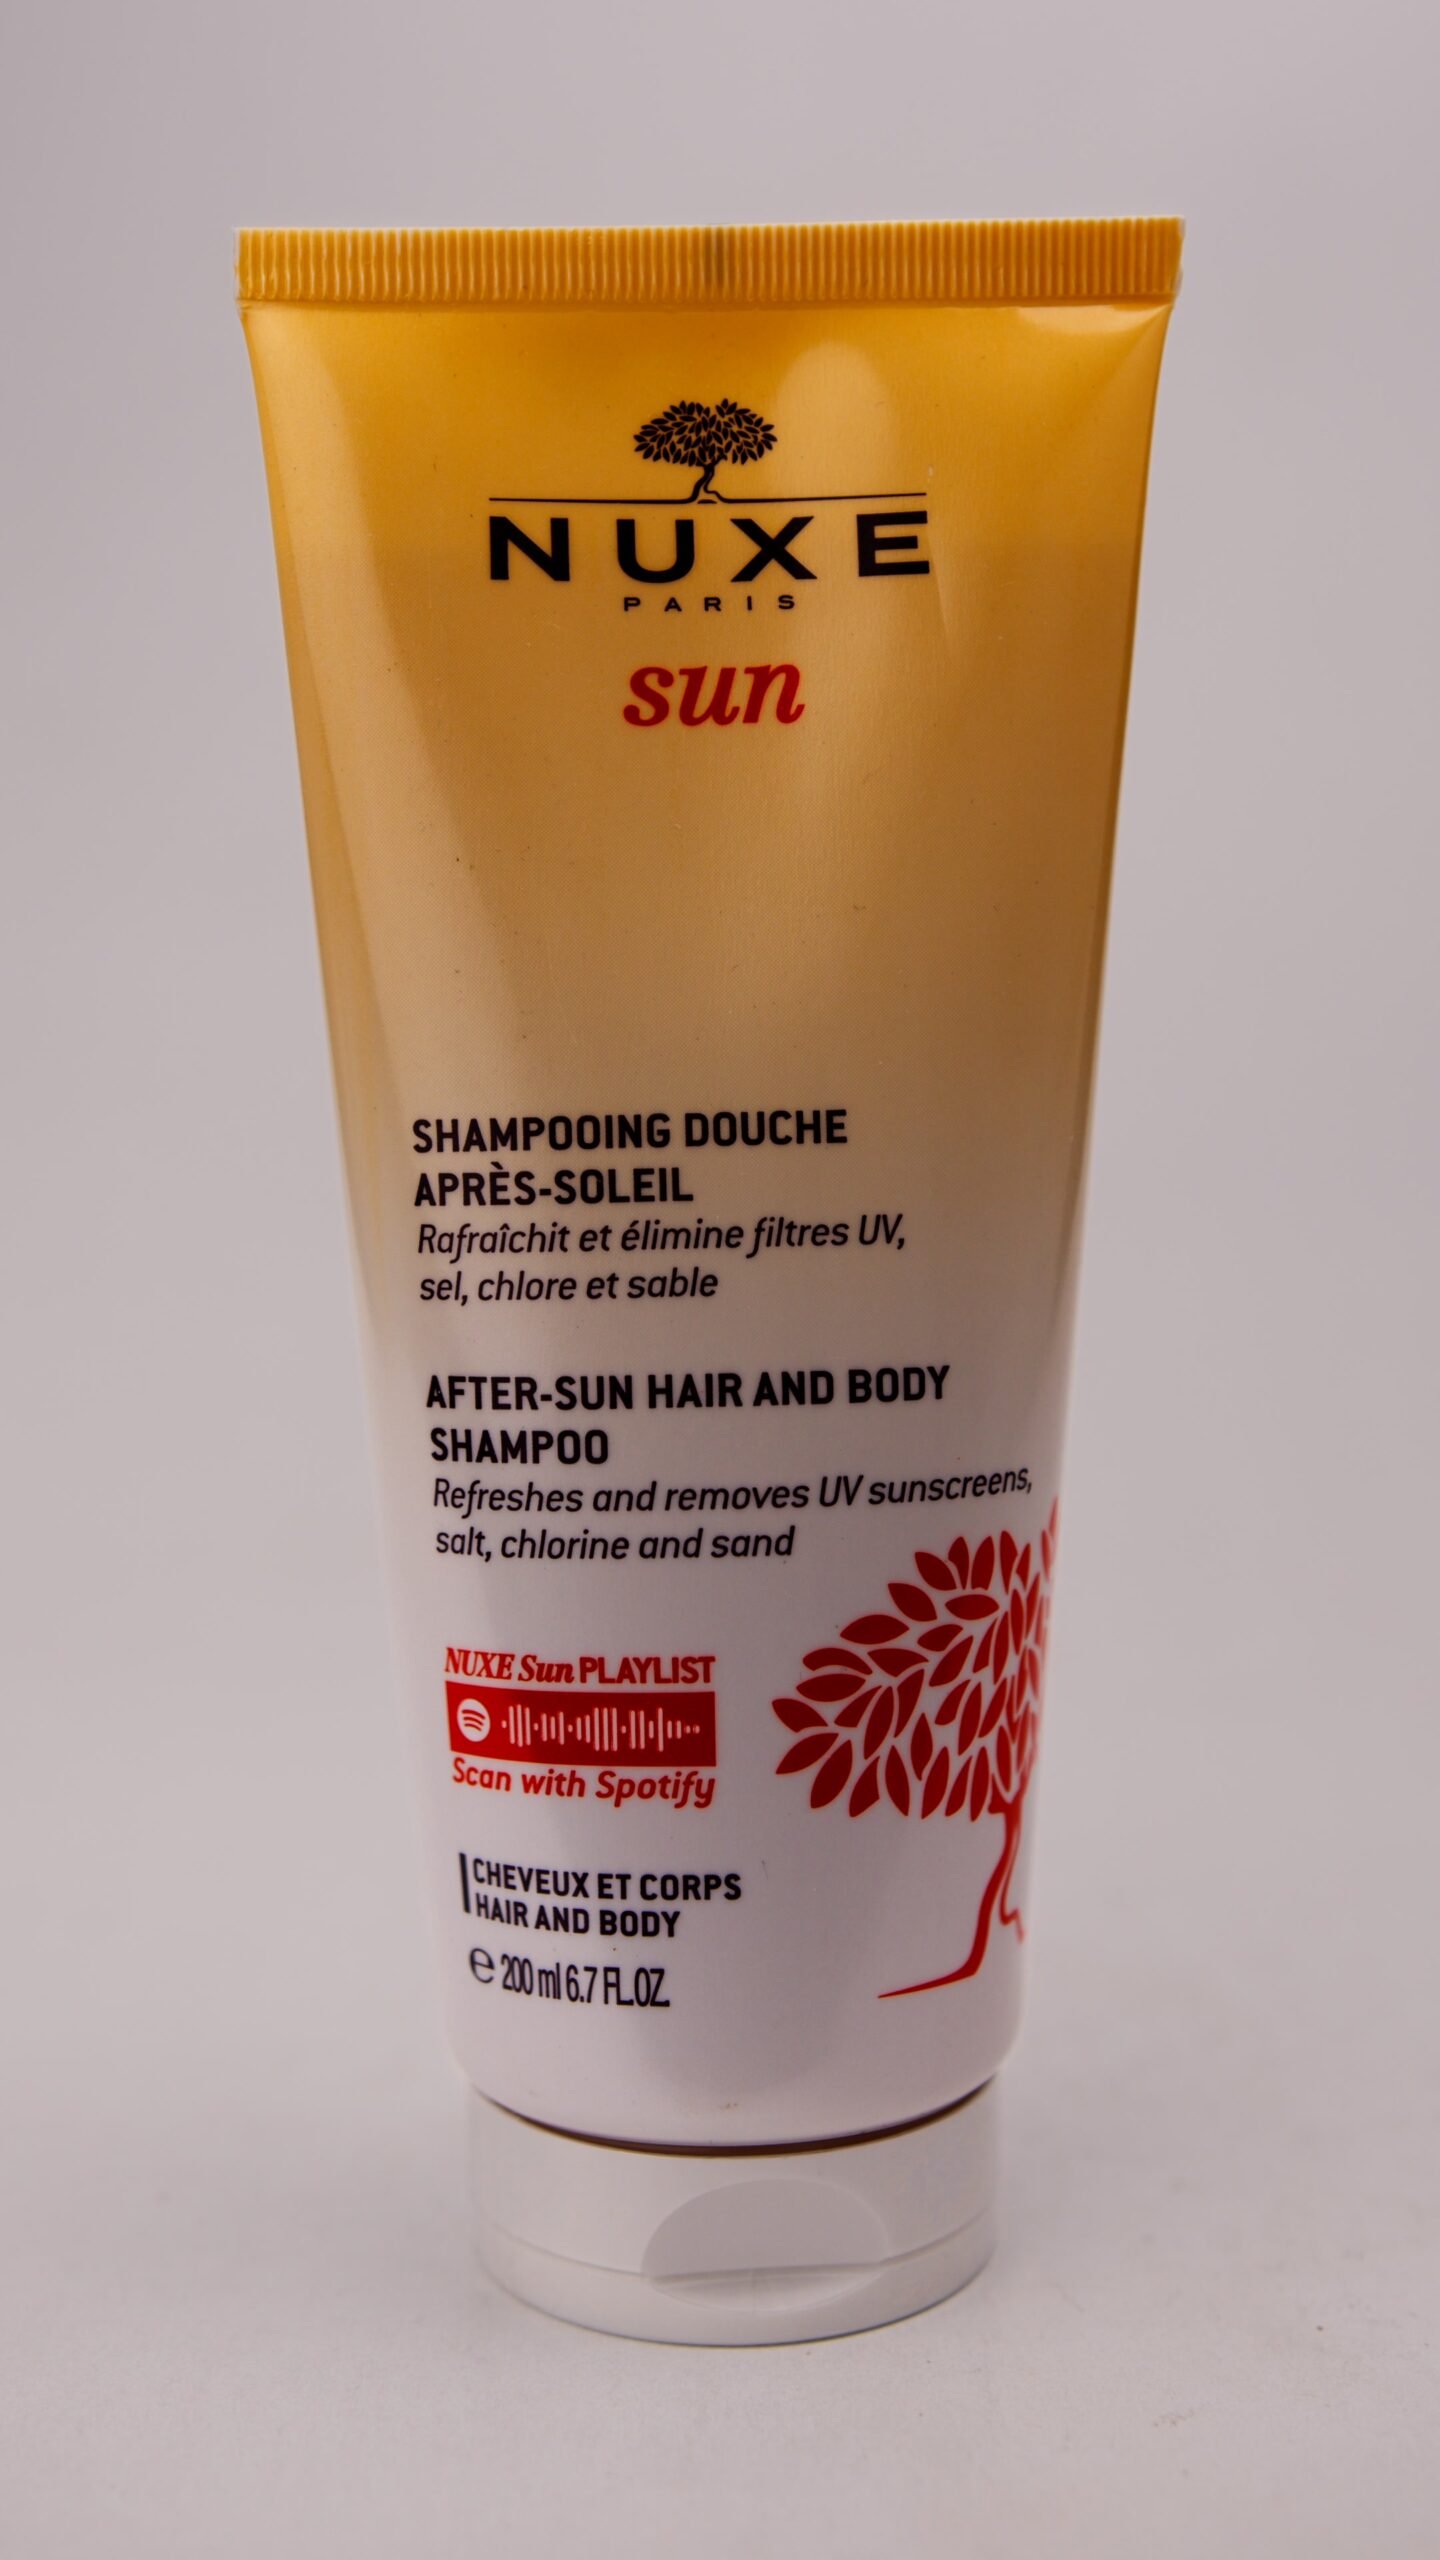 NUXE
PARIS
sun
SHAMPOOING DOUCHE
APRÈS-SOLEIL
Rafraîchit et élimine filtres UV,
sel, chlore et sable
AFTER-SUN HAIR AND BODY
SHAMPOO
Refreshes and removes UV sunscreens,
salt, chlorine and sand
NUXE Sun PLAYLIST
Scan with Spotify
CHEVEUX ET CORPS
HAIR AND BODY
℮ 200 ml 6.7 FL.OZ.